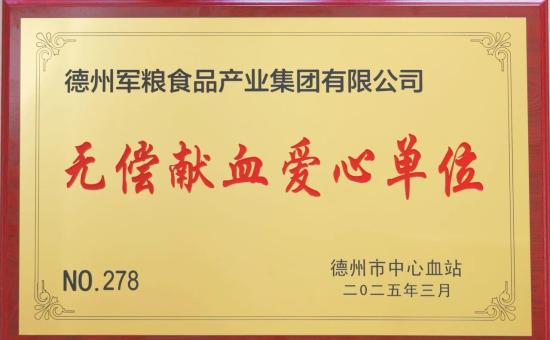 德州军粮食品产业集团有限公司
无偿献血爱心单位
NO.278
德州市中心血站
二〇二五年三月